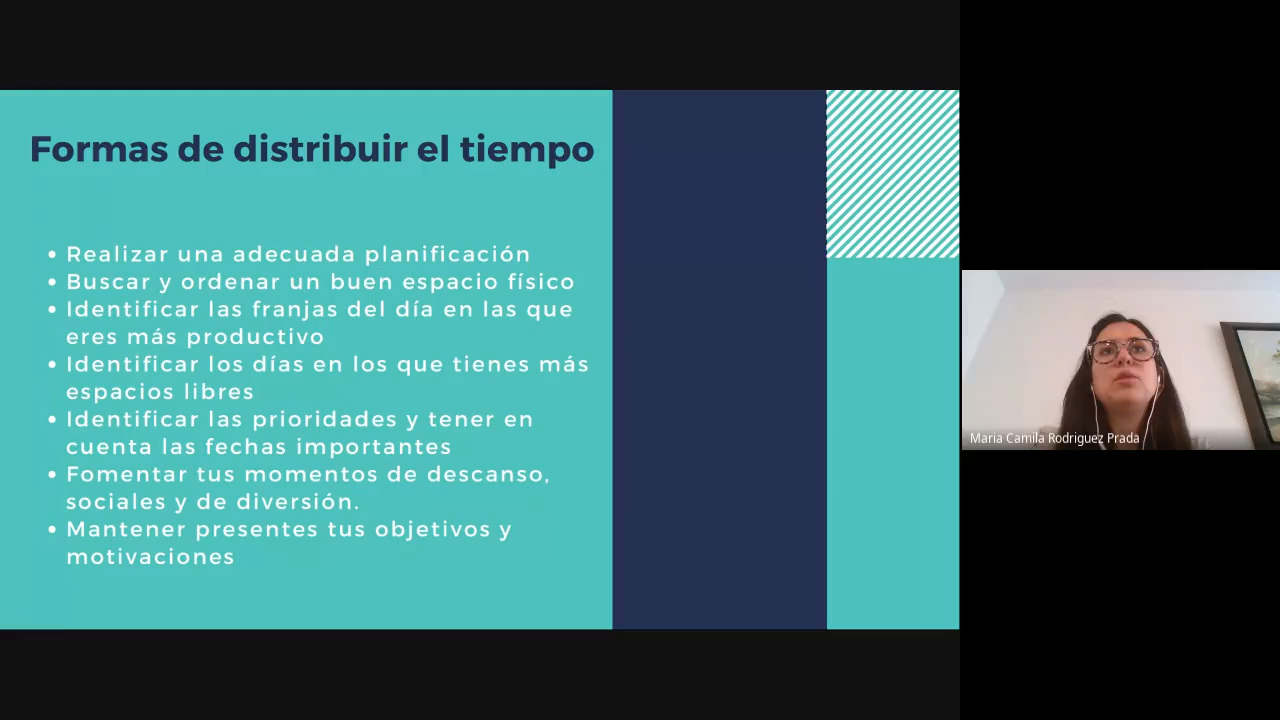 Formas de distribuir el tiempo
• Realizar una adecuada planificación
• Buscar y ordenar un buen espacio físico
• Identificar las franjas del día en las que
eres más productivo
• Identificar los días en los que tienes más
espacios libres
• Identificar las prioridades y tener en
cuenta las fechas importantes
• Fomentar tus momentos de descanso,
sociales y de diversión.
• Mantener presentes tus objetivos y
motivaciones
Maria Camila Rodriguez Prada